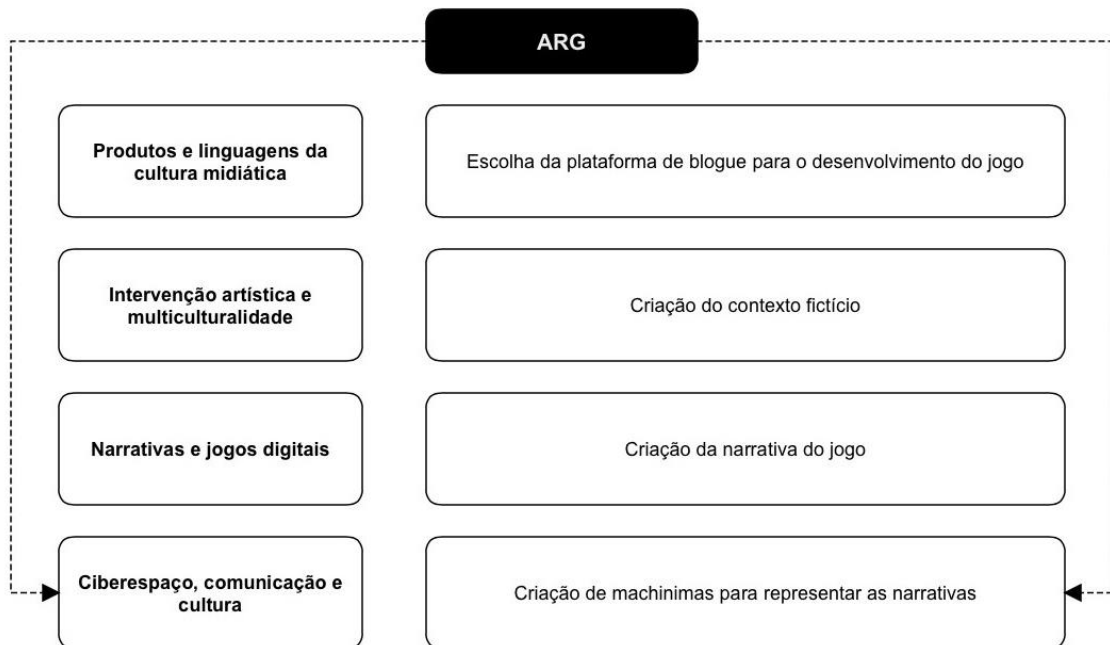 ARG
Produtos e linguagens da
cultura midiática
Escolha da plataforma de blogue para o desenvolvimento do jogo
Intervenção artística e
multiculturalidade
Criação do contexto fictício
Narrativas e jogos digitais
Criação da narrativa do jogo
Ciberespaço, comunicação e
cultura
Criação de machinimas para representar as narrativas